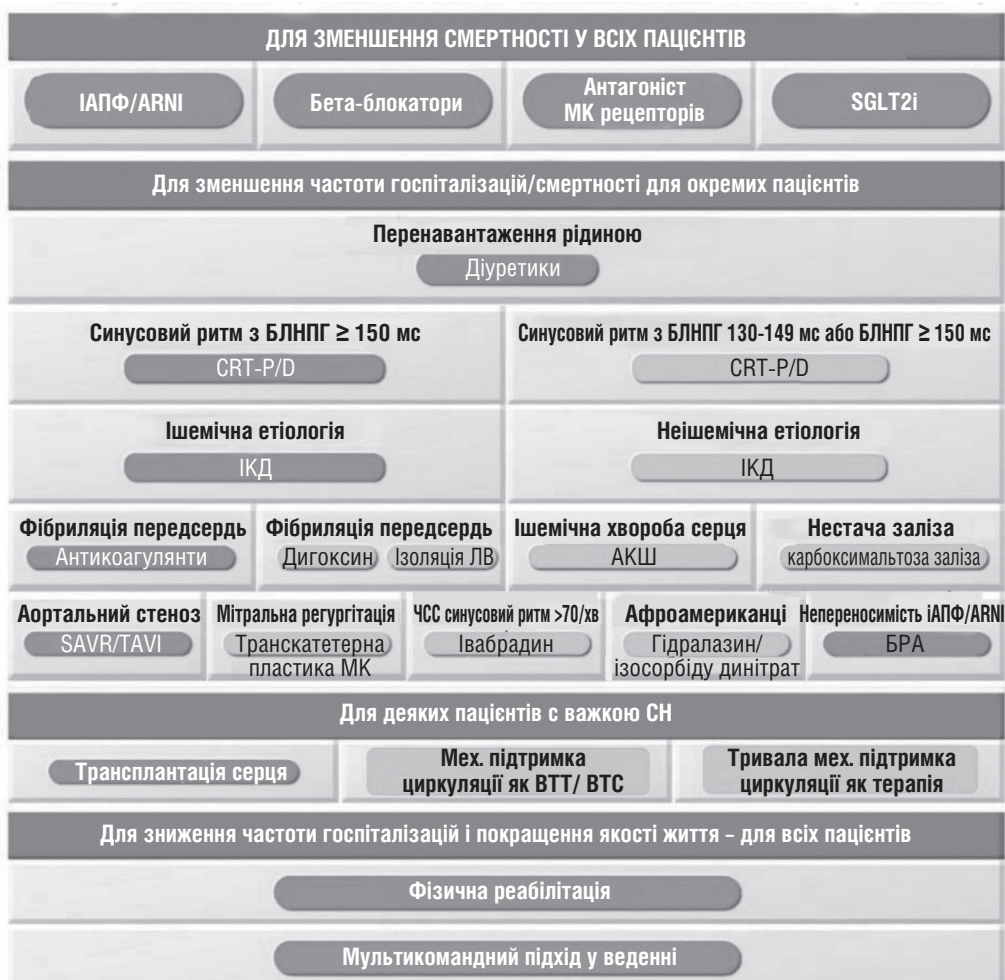 ДЛЯ ЗМЕНШЕННЯ СМЕРТНОСТІ У ВСІХ ПАЦІЄНТІВ
ІАПФ/ARNI
Бета-блокатори
Антагоніст
МК рецепторів
SGLT2i
Для зменшення частоти госпіталізацій/смертності для окремих пацієнтів
Перенавантаження рідиною
Діуретики
Синусовий ритм з БЛНПГ ≥ 150 мс
CRT-P/D
Синусовий ритм з БЛНПГ 130-149 мс або БЛНПГ ≥ 150 мс
CRT-P/D
Ішемічна етіологія
ІКД
Неішемічна етіологія
ІКД
Фібриляція передсердь
Антикоагулянти
Фібриляція передсердь
Дигоксин Ізоляція ЛВ
Ішемічна хвороба серця
АКШ
Нестача заліза
карбоксимальтоза заліза
Аортальний стеноз
SAVR/TAVI
Мітральна регургітація
Транскатетерна
пластика МК
ЧСС синусовий ритм >70/хв
Івабрадин
Афроамериканці
Гідралазин/
ізосорбіду динітрат
Непереносимість іАПФ/ARNI
БРА
Для деяких пацієнтів с важкою СН
Трансплантація серця
Мех. підтримка
циркуляції як ВТТ/ ВТС
Тривала мех. підтримка
циркуляції як терапія
Для зниження частоти госпіталізацій і покращення якості життя – для всіх пацієнтів
Фізична реабілітація
Мультикомандний підхід у веденні